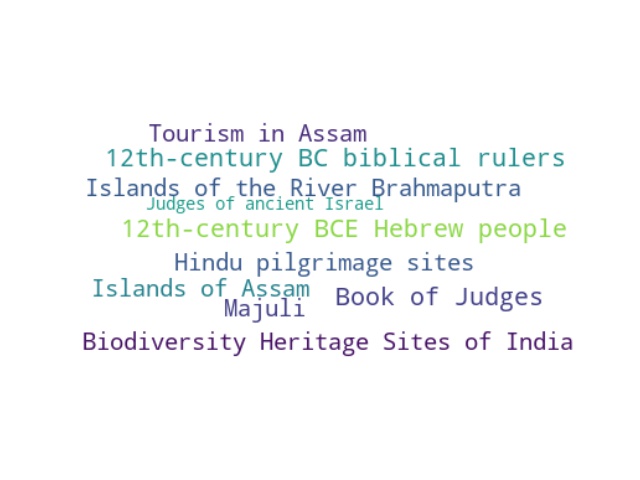 Tourism in Assam
12th-century BC biblical rulers
Islands of the River Brahmaputra
Judges of ancient Israel
12th-century BCE Hebrew people
Hindu pilgrimage sites
Islands of Assam
Book of Judges
Majuli
Biodiversity Heritage Sites of India